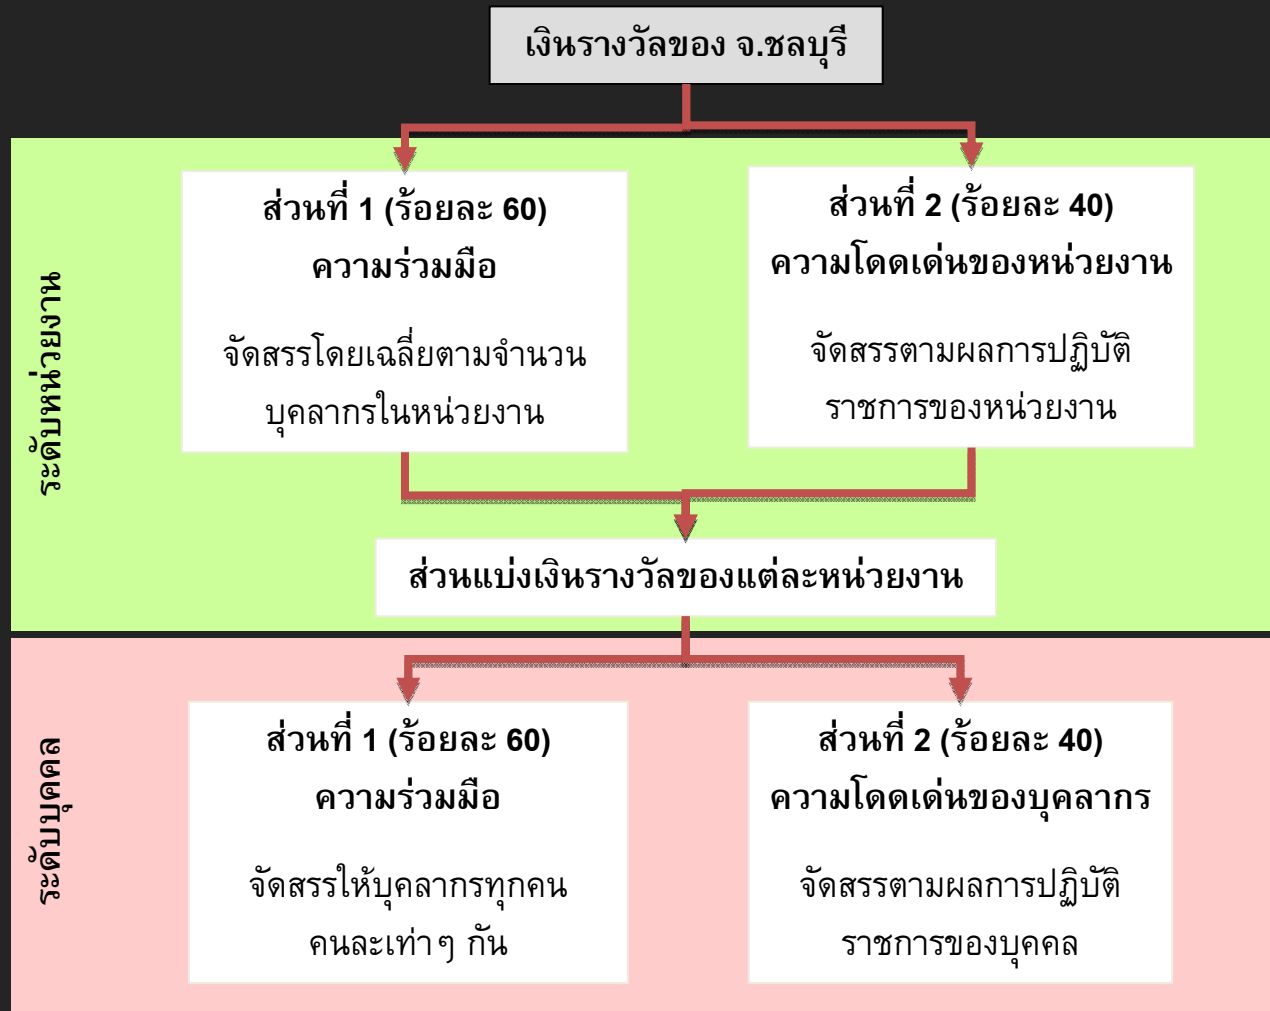 เงินรางวัลของ จ.ชลบุรี
ระดับหน่วยงาน
ส่วนที่ 1 (ร้อยละ 60)
ความร่วมมือ
จัดสรรโดยเฉลี่ยตามจำนวน
บุคลากรในหน่วยงาน
ส่วนที่ 2 (ร้อยละ 40)
ความโดดเด่นของหน่วยงาน
จัดสรรตามผลการปฏิบัติ
ราชการของหน่วยงาน
ส่วนแบ่งเงินรางวัลของแต่ละหน่วยงาน
ระดับบุคคล
ส่วนที่ 1 (ร้อยละ 60)
ความร่วมมือ
จัดสรรให้บุคลากรทุกคน
คนละเท่าๆ กัน
ส่วนที่ 2 (ร้อยละ 40)
ความโดดเด่นของบุคลากร
จัดสรรตามผลการปฏิบัติ
ราชการของบุคคล